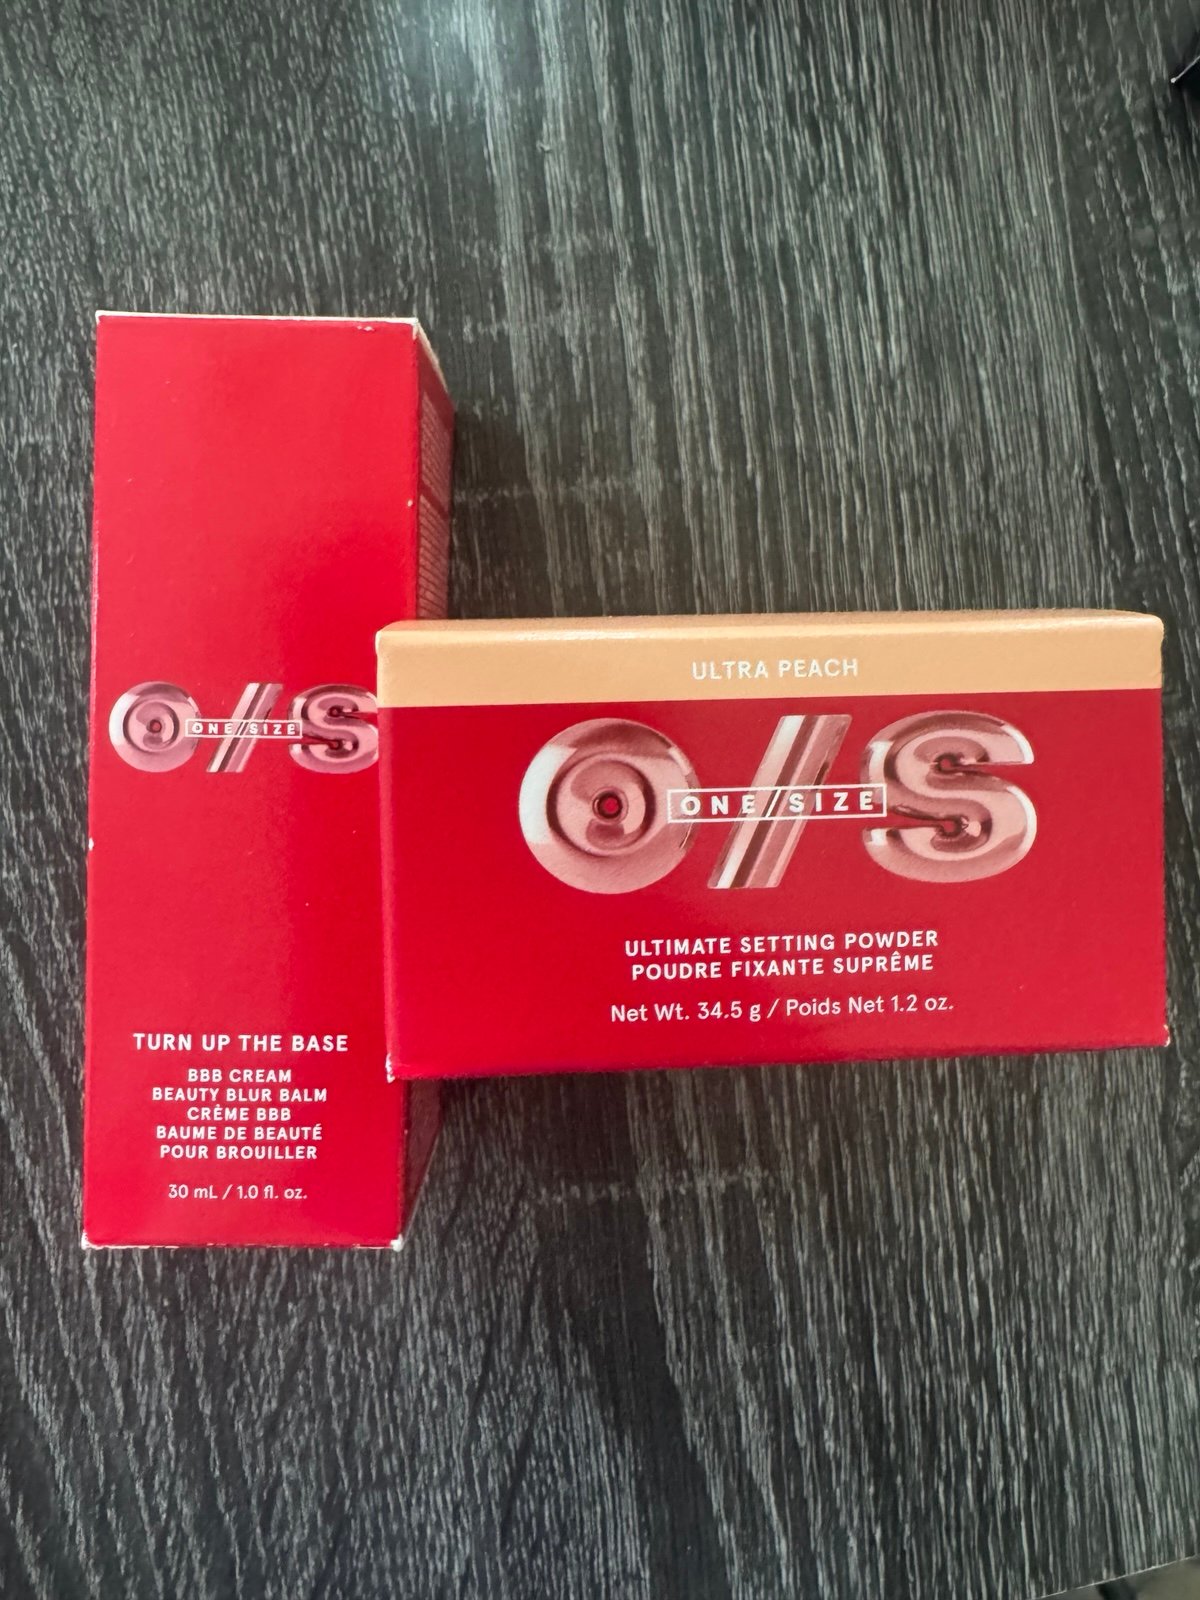 O/S
ONE/SIZE
TURN UP THE BASE
BBB CREAM
BEAUTY BLUR BALM
CRÈME BBB
BAUME DE BEAUTÉ
POUR BROUILLER
30 mL / 1.0 fl. oz.
ULTRA PEACH
O/S
ONE/SIZE
ULTIMATE SETTING POWDER
POUDRE FIXANTE SUPRÊME
Net Wt. 34.5 g / Poids Net 1.2 oz.